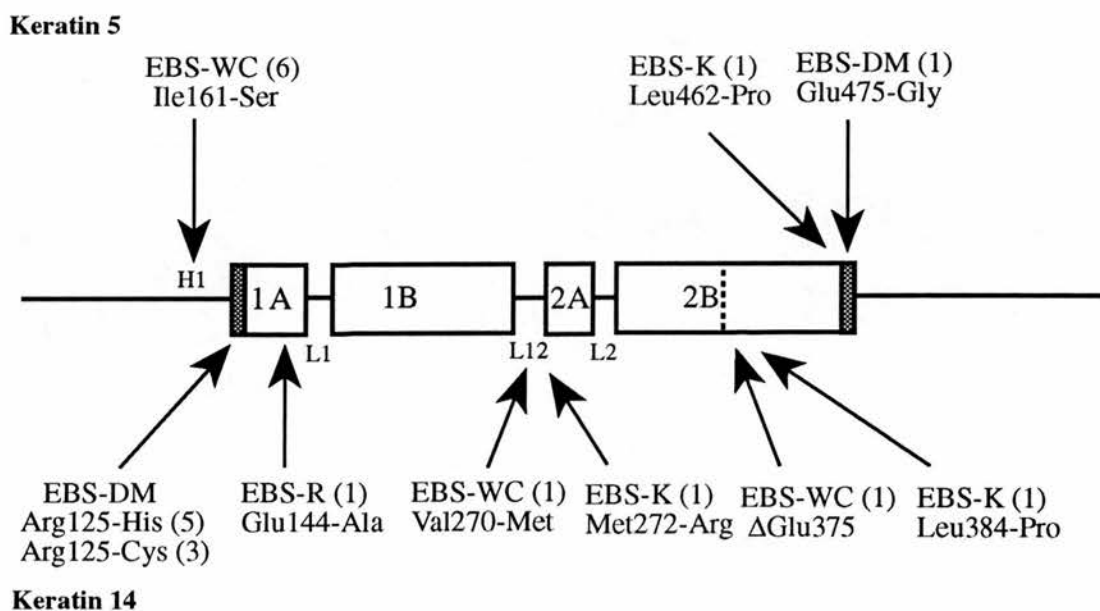 Keratin 5
EBS-WC (6)
Ile161-Ser
EBS-K (1)
Leu462-Pro
EBS-DM (1)
Glu475-Gly
H1
1A
1B
2A
2B
L1
L12
L2
EBS-DM
Arg125-His (5)
Arg125-Cys (3)
EBS-R (1)
Glu144-Ala
EBS-WC (1)
Val270-Met
EBS-K (1)
Met272-Arg
EBS-WC (1)
ΔGlu375
EBS-K (1)
Leu384-Pro
Keratin 14